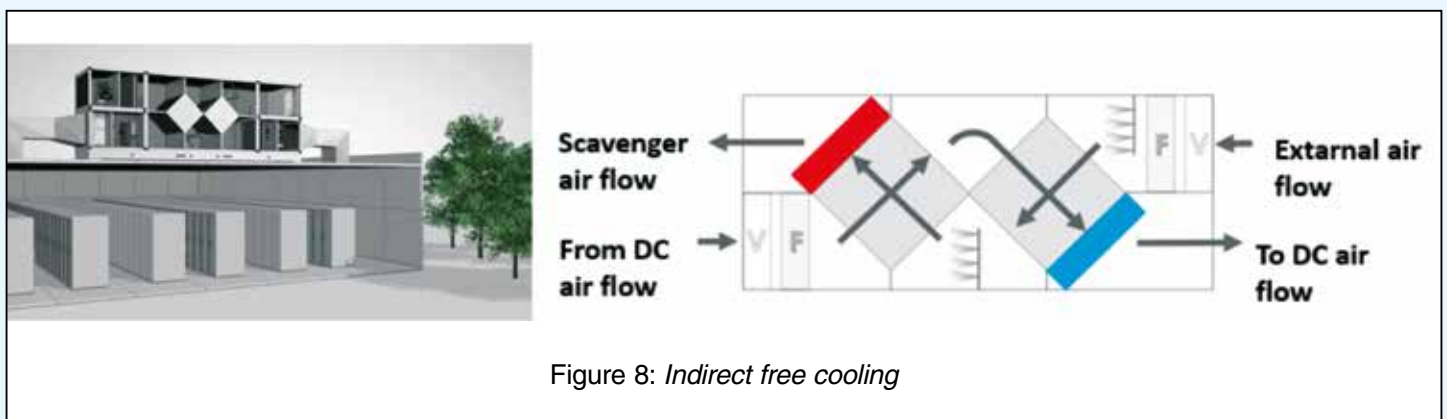 Scavenger
air flow
From DC
air flow
V
F
F
V
Extarnal air
flow
To DC air
flow
Figure 8: Indirect free cooling